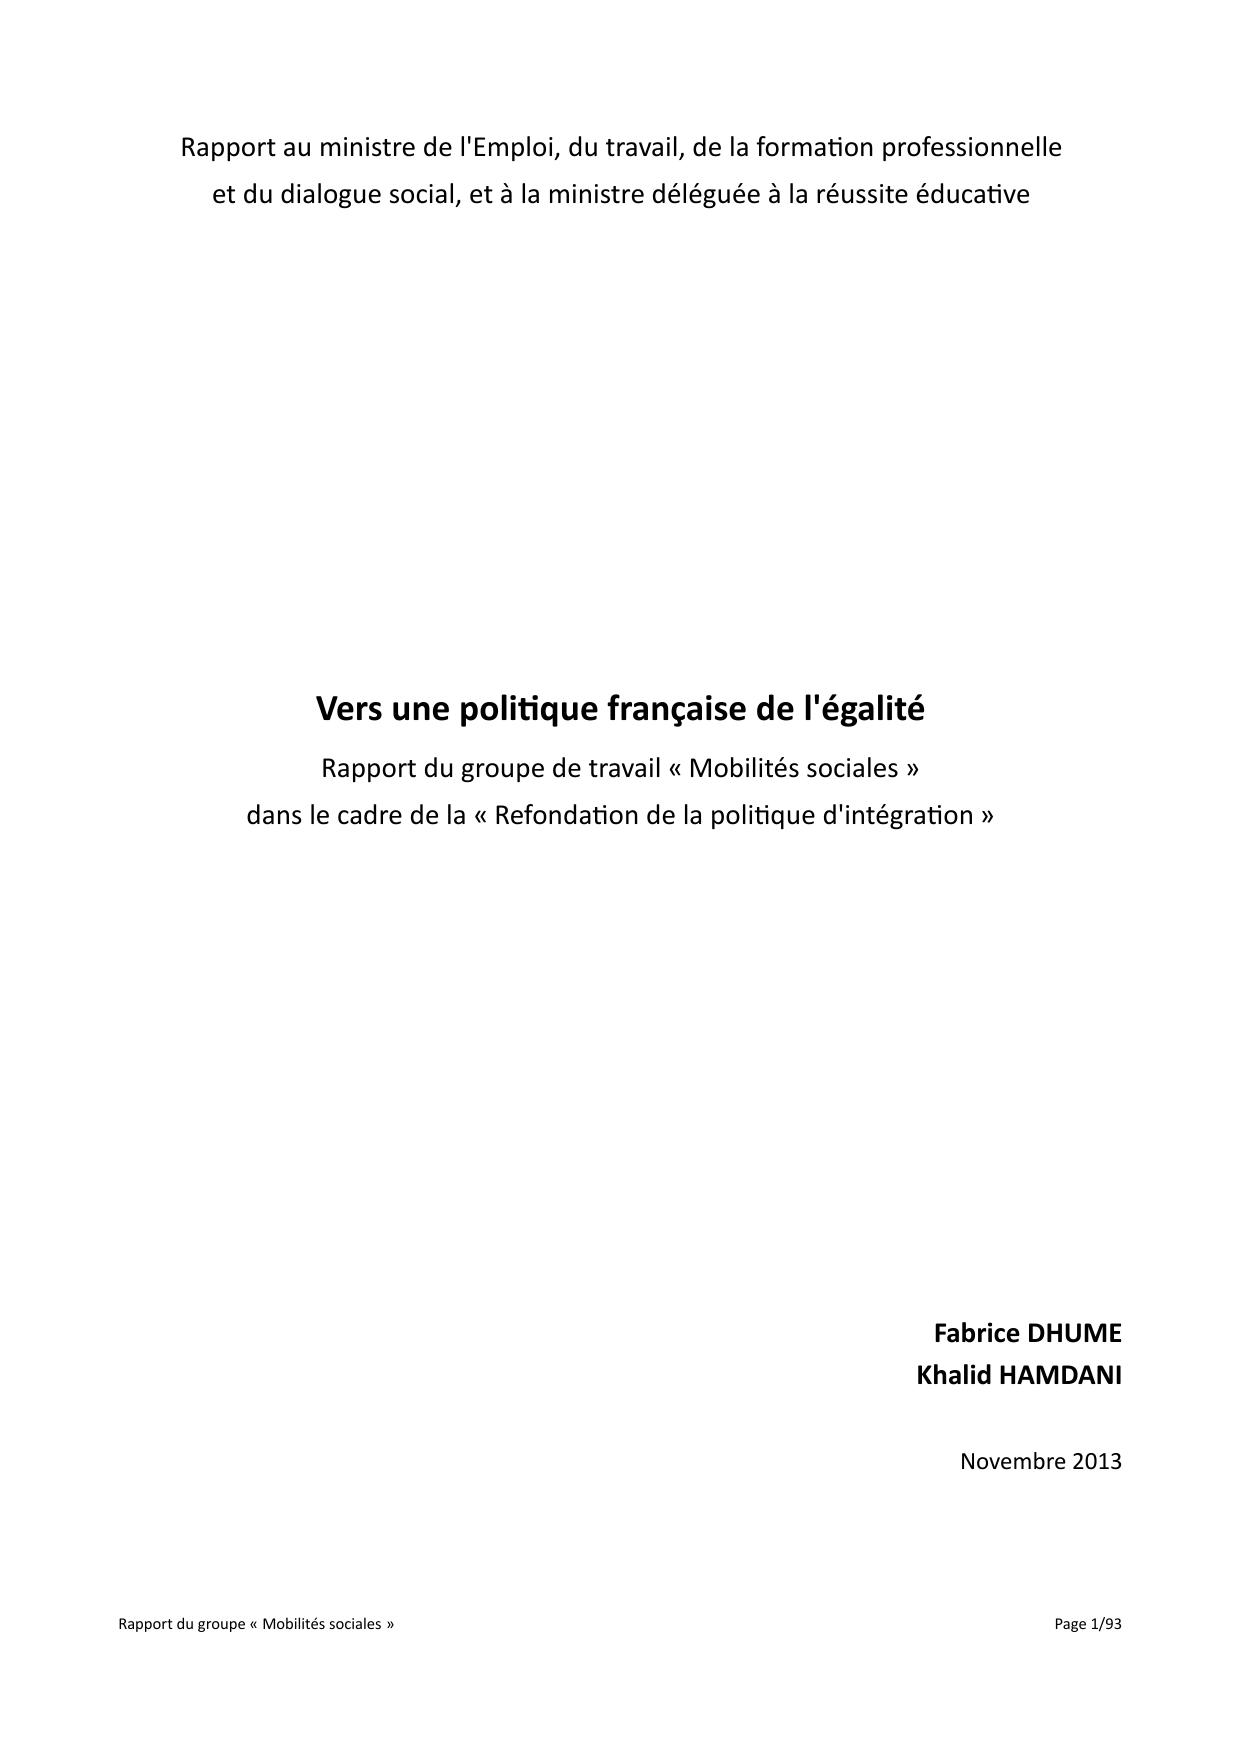 Rapport au ministre de l'Emploi, du travail, de la formation professionnelle
et du dialogue social, et à la ministre déléguée à la réussite éducative
Vers une politique française de l'égalité
Rapport du groupe de travail « Mobilités sociales »
dans le cadre de la « Refondation de la politique d'intégration »
Fabrice DHUME
Khalid HAMDANI
Novembre 2013
Rapport du groupe « Mobilités sociales » Page 1/93